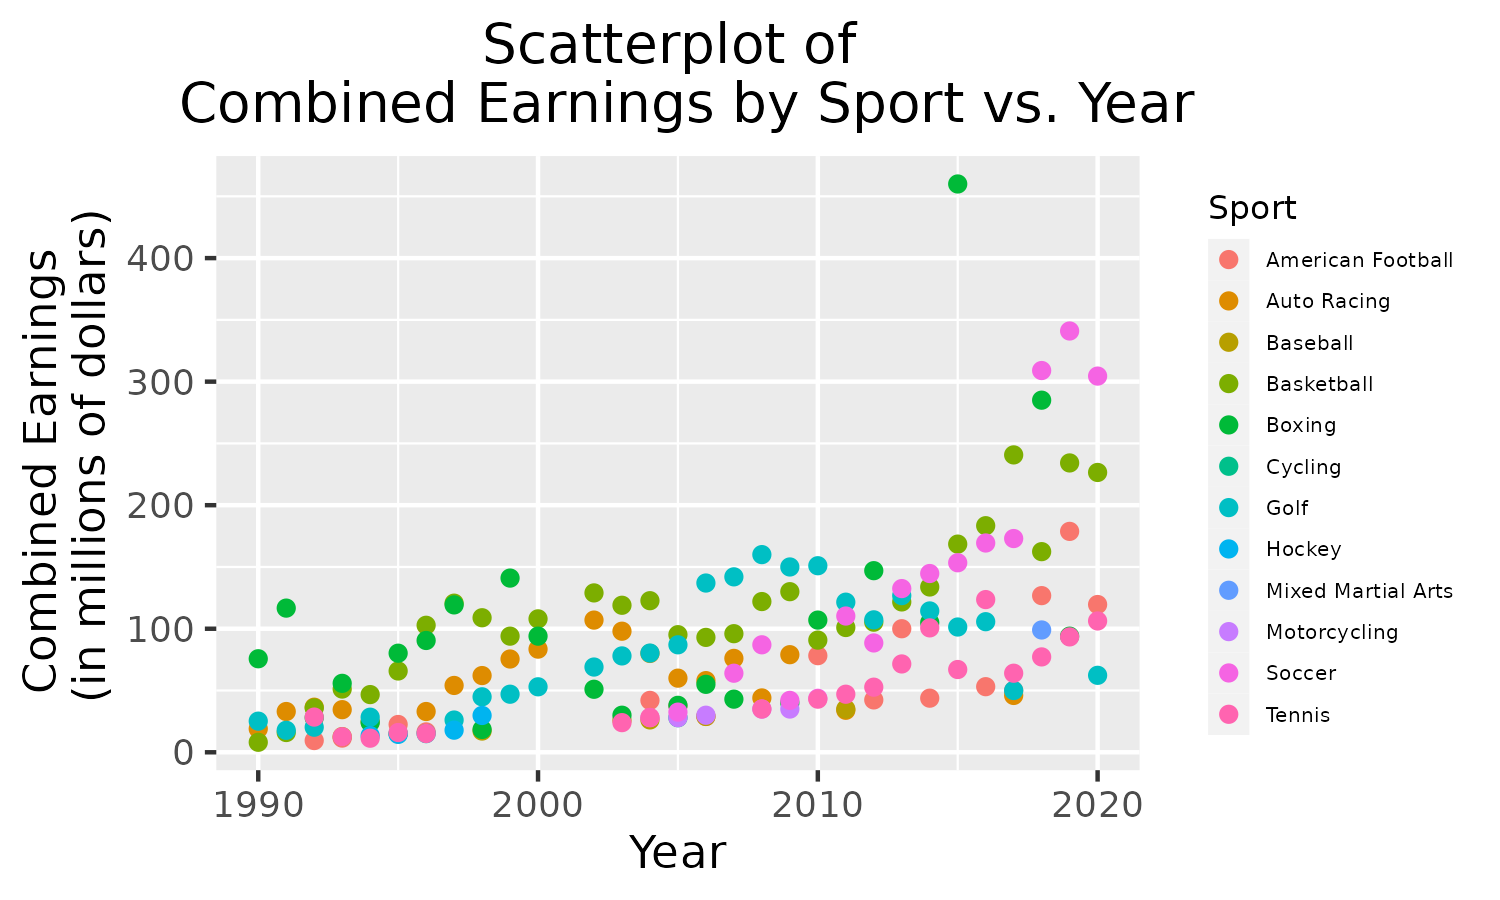 Scatterplot of
Combined Earnings by Sport vs. Year
Combined Earnings
(in millions of dollars)
400
300
200
100
0
1990
2000
2010
2020
Year
Sport
American Football
Auto Racing
Baseball
Basketball
Boxing
Cycling
Golf
Hockey
Mixed Martial Arts
Motorcycling
Soccer
Tennis